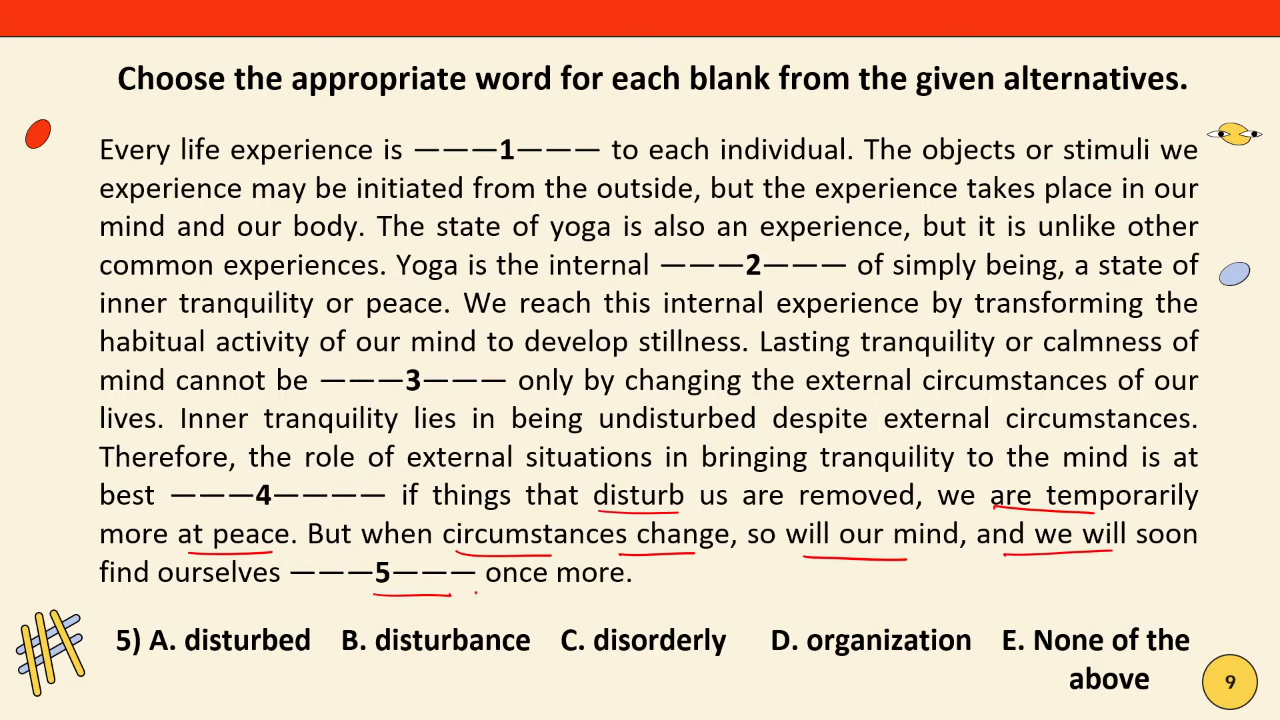 Choose the appropriate word for each blank from the given alternatives.
Every life experience is ———1——— to each individual. The objects or stimuli we
experience may be initiated from the outside, but the experience takes place in our
mind and our body. The state of yoga is also an experience, but it is unlike other
common experiences. Yoga is the internal ———2——— of simply being, a state of
inner tranquility or peace. We reach this internal experience by transforming the
habitual activity of our mind to develop stillness. Lasting tranquility or calmness of
mind cannot be ———3——— only by changing the external circumstances of our
lives. Inner tranquility lies in being undisturbed despite external circumstances.
Therefore, the role of external situations in bringing tranquility to the mind is at
best ———4———— if things that disturb us are removed, we are temporarily
more at peace. But when circumstances change, so will our mind, and we will soon
find ourselves ———5——— once more.
5) A. disturbed B. disturbance C. disorderly D. organization E. None of the
above
9